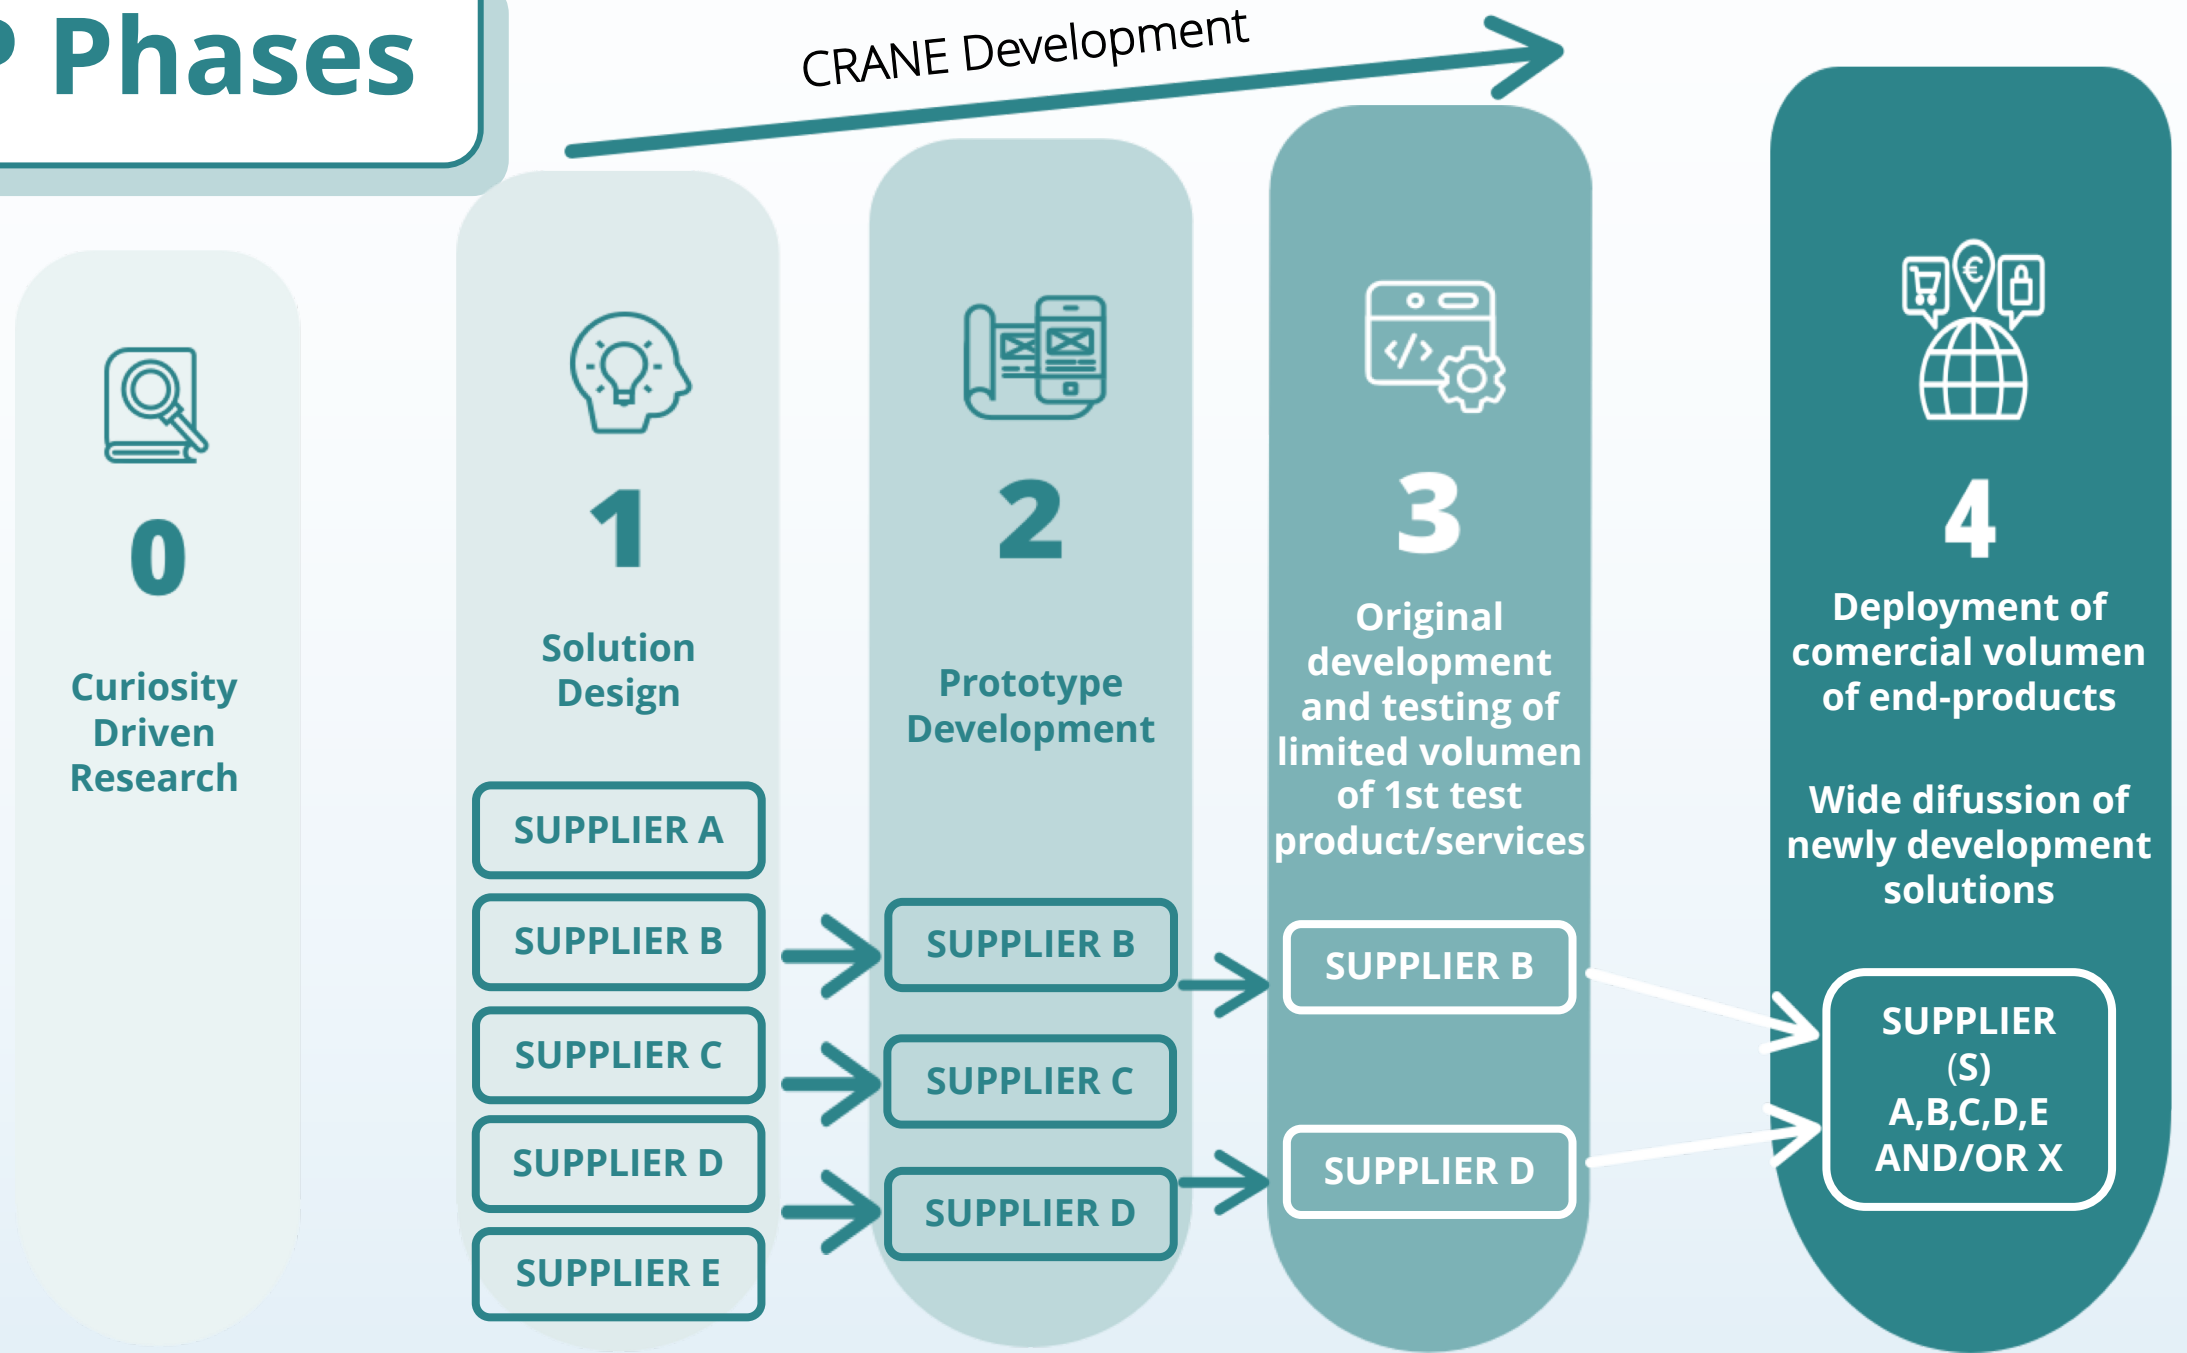 P Phases
CRANE Development
0
Curiosity
Driven
Research
1
Solution
Design
SUPPLIER A
SUPPLIER B
SUPPLIER C
SUPPLIER D
SUPPLIER E
2
Prototype
Development
SUPPLIER B
SUPPLIER C
SUPPLIER D
3
Original
development
and testing of
limited volumen
of 1st test
product/services
SUPPLIER B
SUPPLIER D
€
4
Deployment of
comercial volumen
of end-products
Wide difussion of
newly development
solutions
SUPPLIER
(S)
A,B,C,D,E
AND/OR X